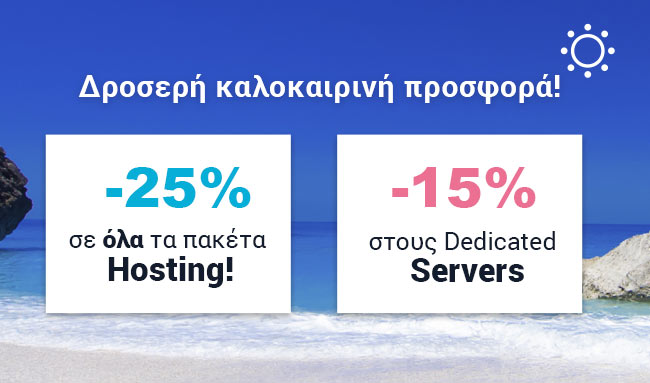 Δροσερή καλοκαιρινή προσφορά!
-25%
σε όλα τα πακέτα
Hosting!
-15%
στους Dedicated
Servers